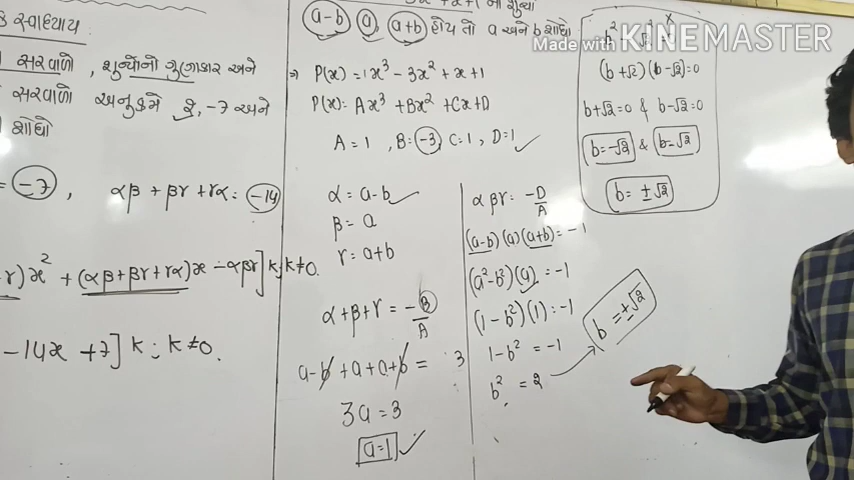 સ્વાધ્યાય
સરવાળો, શૂન્યોનો ગુણાકાર અને
સરવાળો અનુક્રમે 2, -7 અને
શોધો
= -7, αβ + βγ + γα = -14
γ)x² + (αβ+βγ+γα)x - αβγ] k ; k≠0.
- 14x + 7] k ; k≠0.
x + 1 ના શૂન્યો
(a-b) a, (a+b) હોય તો a અને b શોધો
⇒ P(x) = 1x³ - 3x² + x + 1
P(x) = Ax³ + Bx² + Cx + D
A = 1, B = -3, C = 1, D = 1
α = a-b
β = a
γ = a+b
α+β+γ = -B/A
a-b + a + a+b = 3
3a = 3
a = 1
αβγ = -D/A
(a-b)(a)(a+b) = -1
(a²-b²)(a) = -1
(1-b²)(1) = -1
1-b² = -1
b² = 2
b = ±√2
(b+√2)(b-√2) = 0
b+√2 = 0 & b-√2 = 0
b = -√2 & b = √2
b = ±√2
Made with KINEMASTER